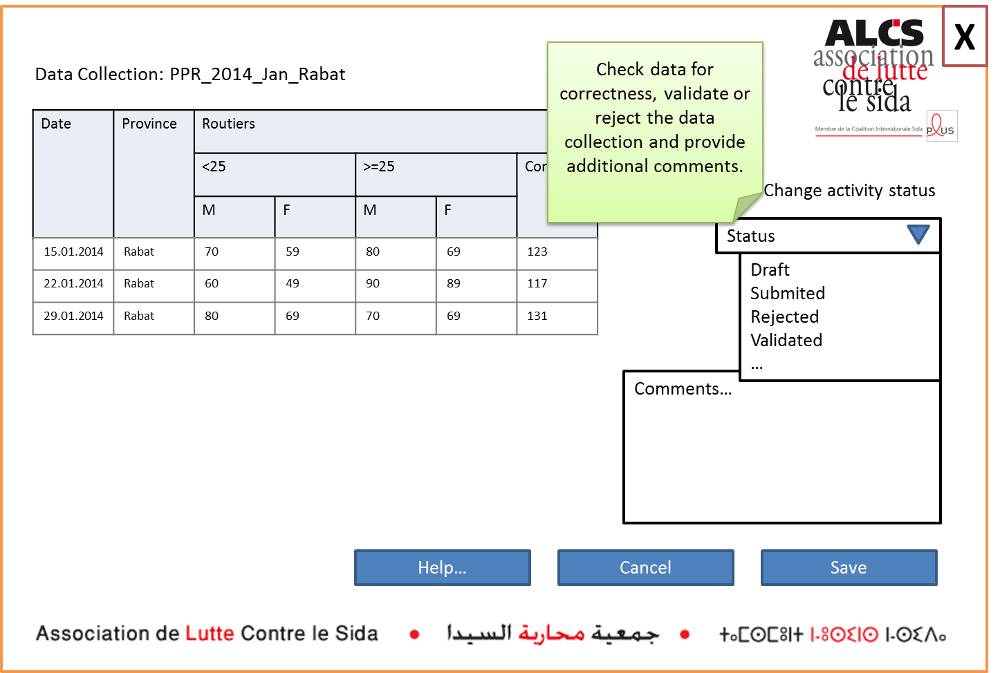 X
ALCS
association
de lutte
contre
le sida
Membre de la Coalition Internationale Sida PLUS
Data Collection: PPR_2014_Jan_Rabat
Check data for
correctness, validate or
reject the data
collection and provide
additional comments.
Date Province Routiers
<25 >=25 Cor
M F M F
15.01.2014 Rabat 70 59 80 69 123
22.01.2014 Rabat 60 49 90 89 117
29.01.2014 Rabat 80 69 70 69 131
Change activity status
Status
Draft
Submited
Rejected
Validated
...
Comments...
Help... Cancel Save
Association de Lutte Contre le Sida • جمعية محاربة السيدا • ⵜⴰⵎⵙⵎⵓⵏⵜ ⵏ ⵓⵙⵉⵏⵙ ⵏ ⵙⵉⴷⴰ